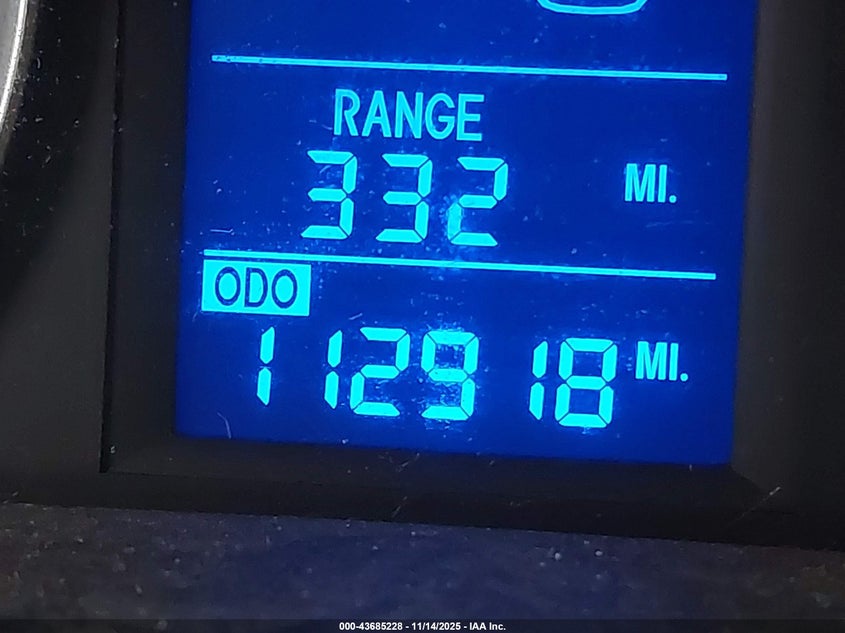 RANGE
332 MI.
ODO
112918 MI.
000-43685228 - 11/14/2025 - IAA Inc.